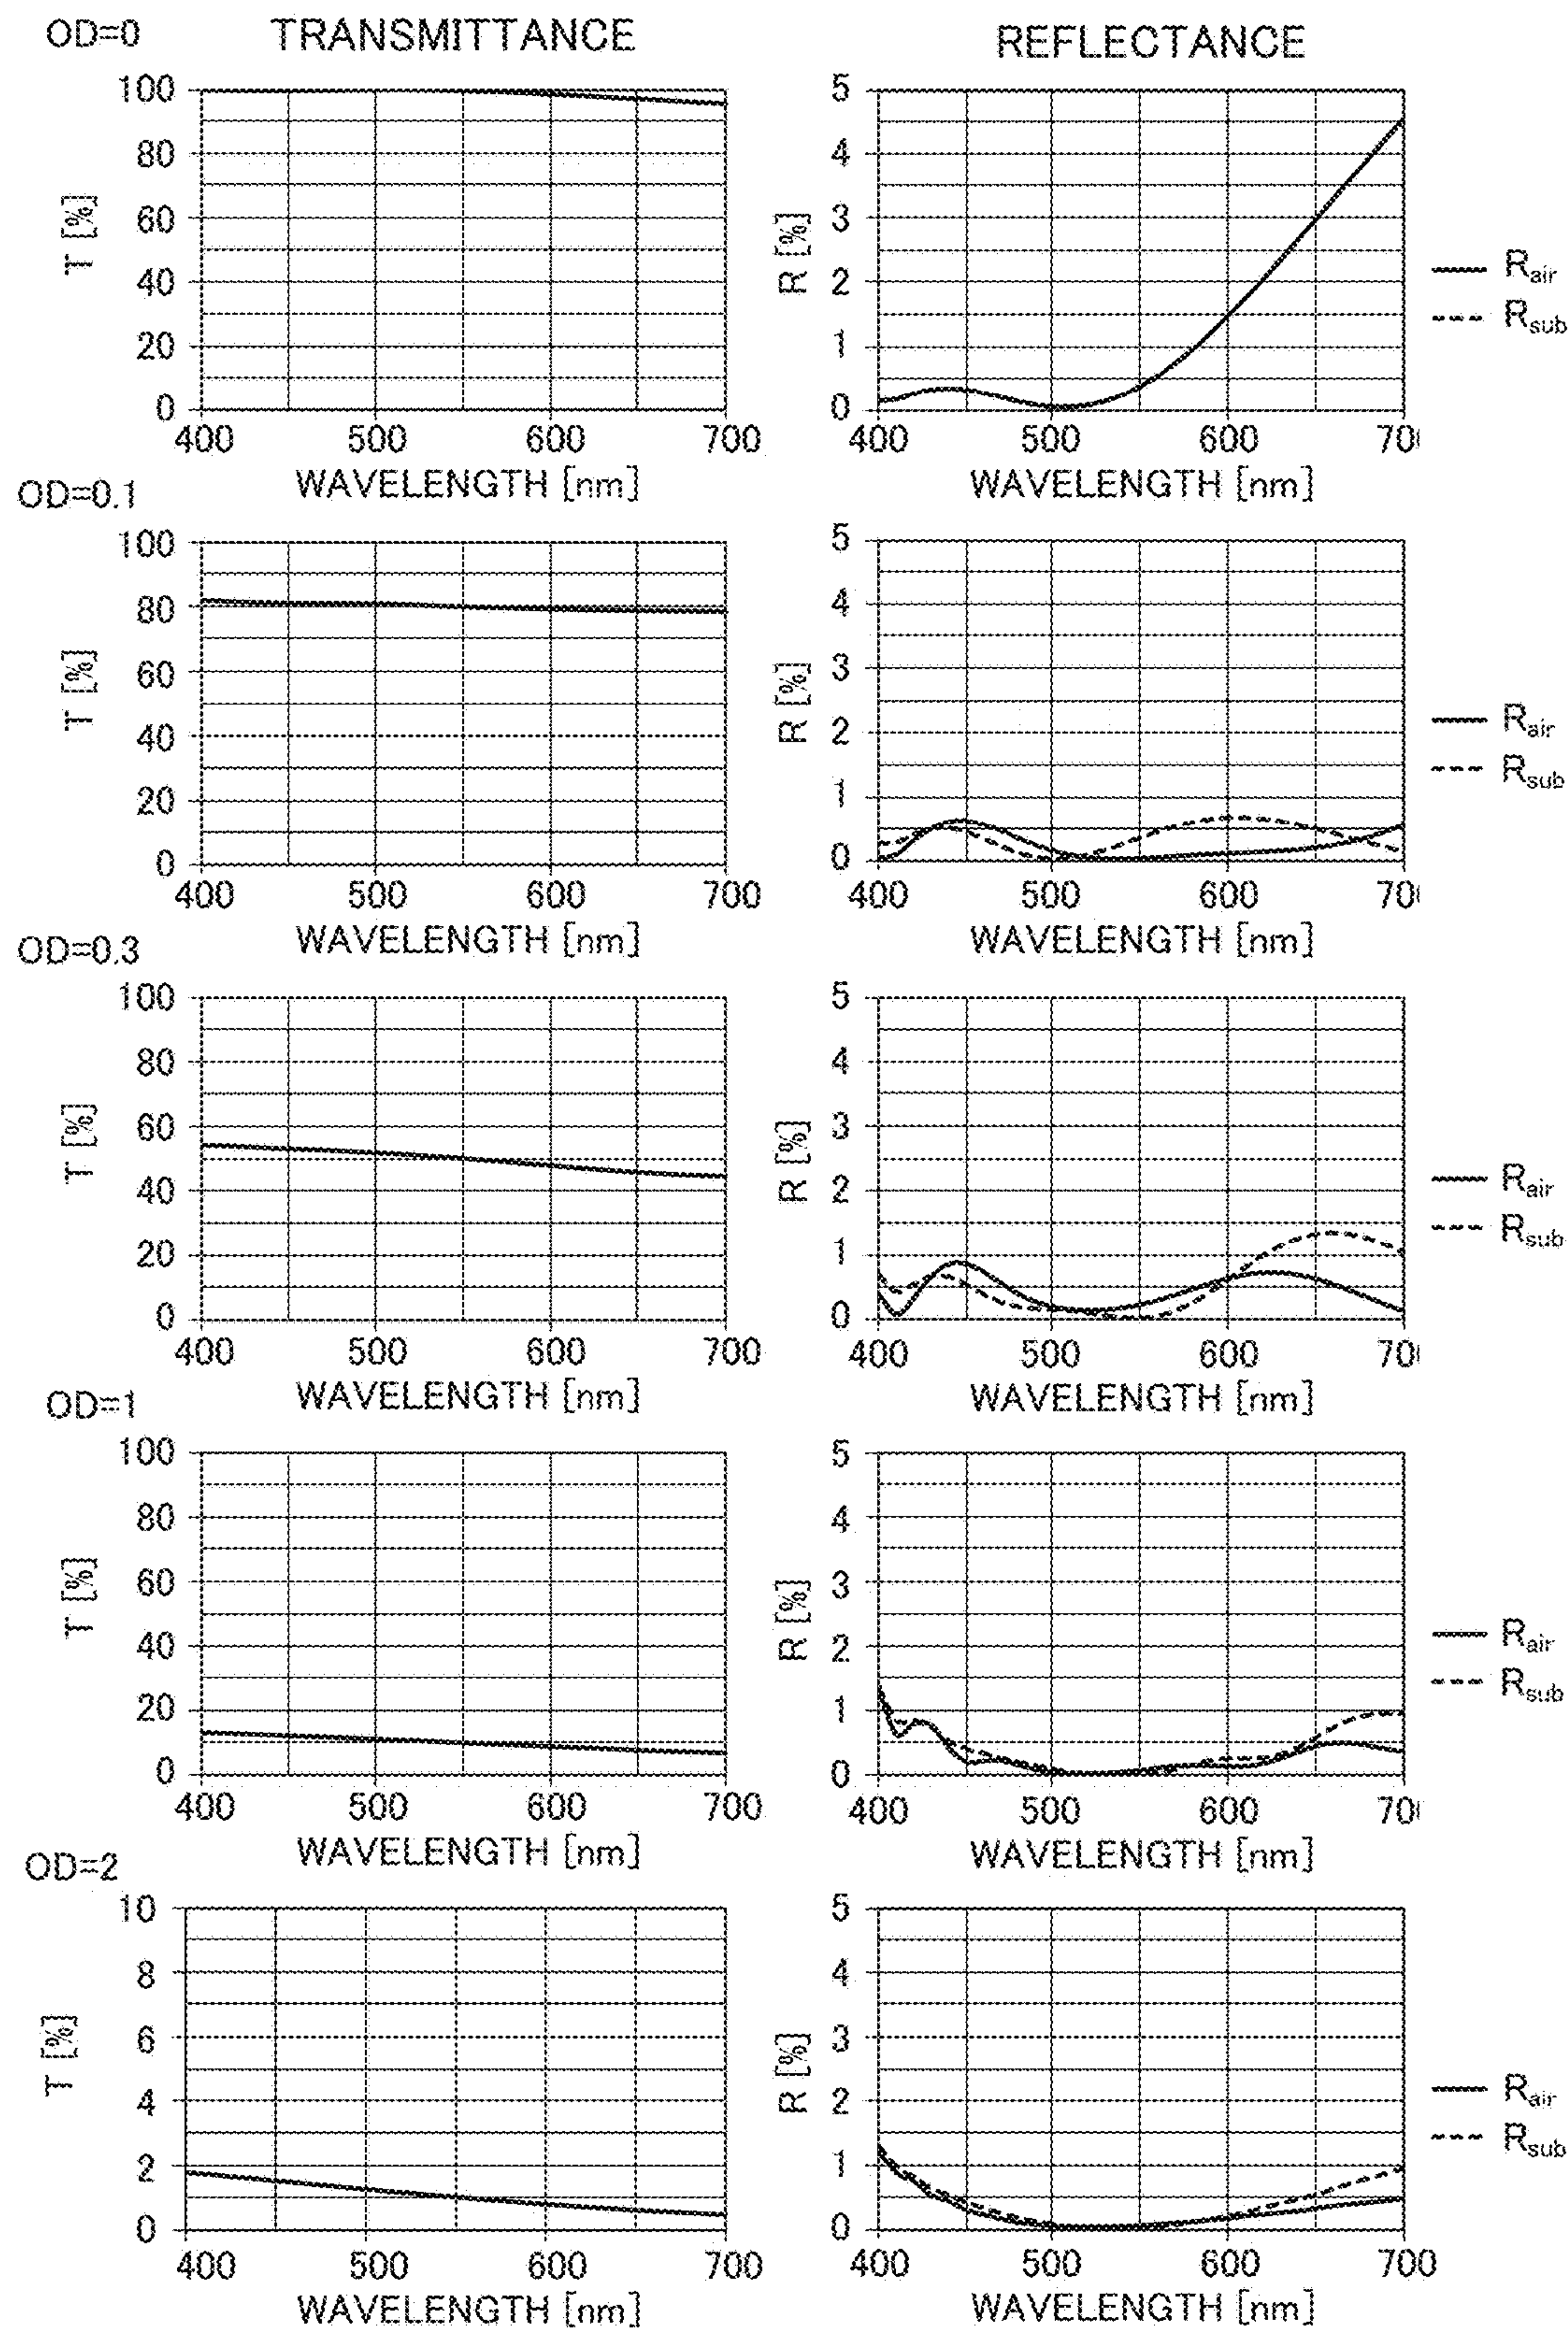 OD=0 TRANSMITTANCE REFLECTANCE
100 80 60 40 20 0
T [%]
400 500 600 700
WAVELENGTH [nm]
5 4 3 2 1 0
R [%]
400 500 600 70
WAVELENGTH [nm]
Rair
Rsub
OD=0.1
100 80 60 40 20 0
T [%]
400 500 600 700
WAVELENGTH [nm]
5 4 3 2 1 0
R [%]
400 500 600 70
WAVELENGTH [nm]
Rair
Rsub
OD=0.3
100 80 60 40 20 0
T [%]
400 500 600 700
WAVELENGTH [nm]
5 4 3 2 1 0
R [%]
400 500 600 70
WAVELENGTH [nm]
Rair
Rsub
OD=1
100 80 60 40 20 0
T [%]
400 500 600 700
WAVELENGTH [nm]
5 4 3 2 1 0
R [%]
400 500 600 70
WAVELENGTH [nm]
Rair
Rsub
OD=2
10 8 6 4 2 0
T [%]
400 500 600 700
WAVELENGTH [nm]
5 4 3 2 1 0
R [%]
400 500 600 700
WAVELENGTH [nm]
Rair
Rsub